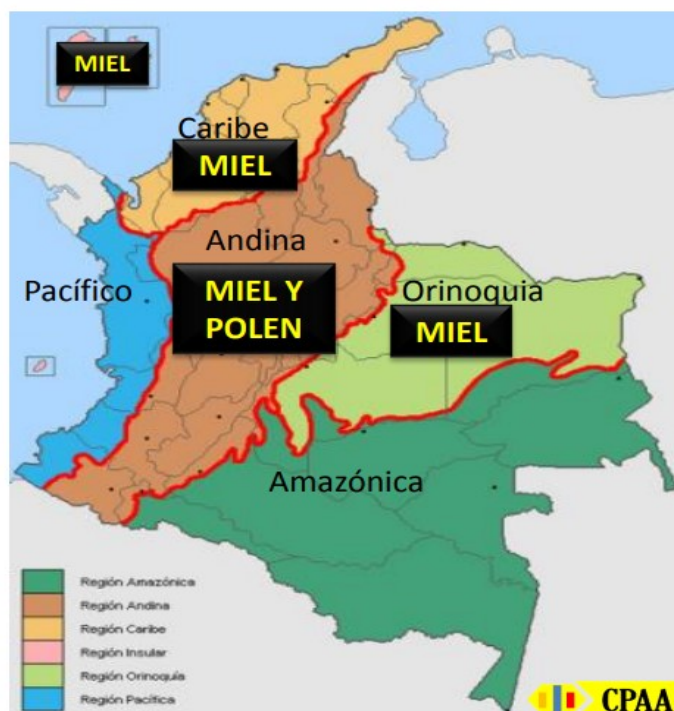 MIEL
Caribe
MIEL
Andina
Pacífico
MIEL Y
POLEN
Orinoquia
MIEL
Amazónica
Región Amazónica
Región Andina
Región Caribe
Región Insular
Región Orinoquía
Región Pacífica
CPAA